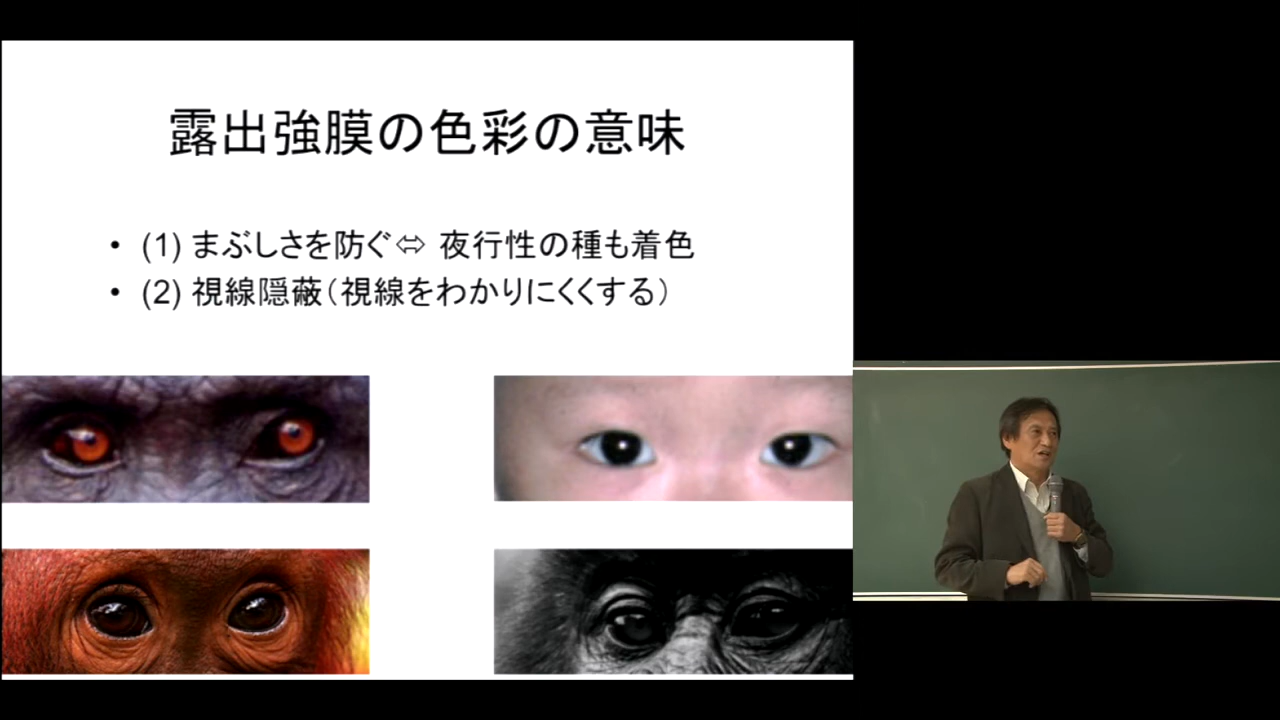 露出強膜の色彩の意味
• (1) まぶしさを防ぐ⇔ 夜行性の種も着色
• (2) 視線隠蔽（視線をわかりにくくする）